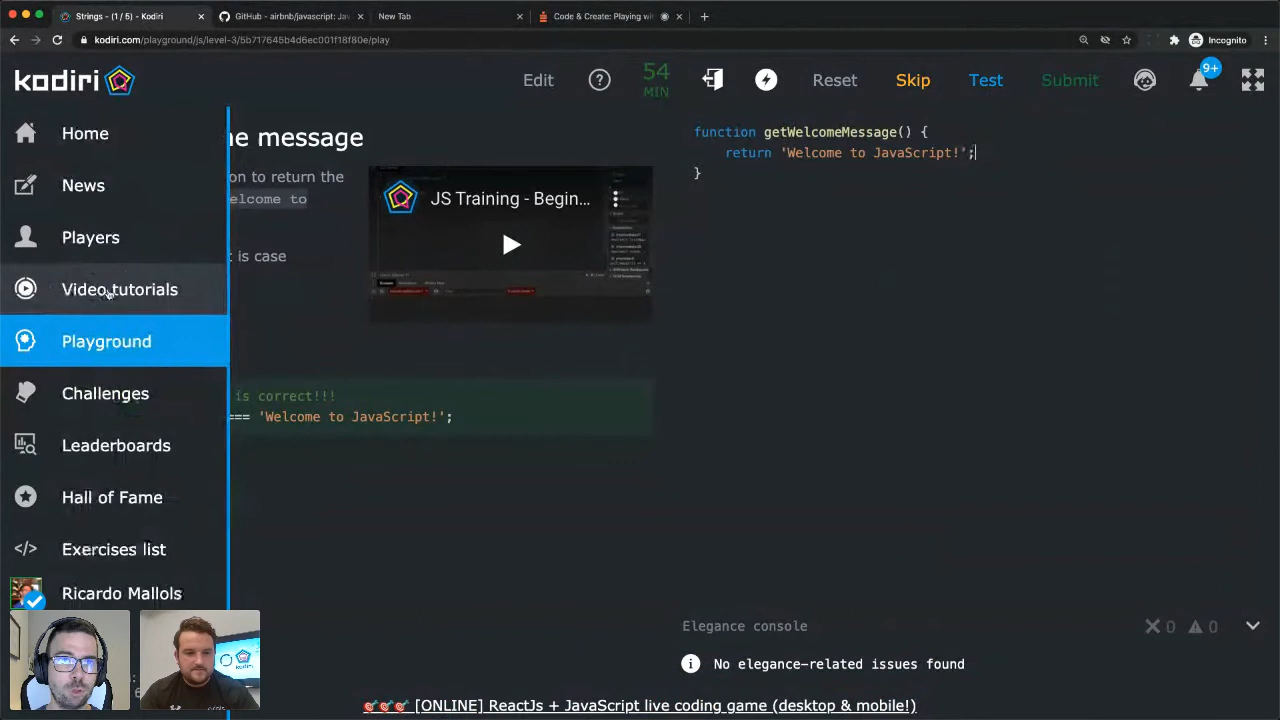 Strings - (1 / 5) - Kodiri
GitHub - airbnb/javascript: Jav
New Tab
Code & Create: Playing wi
kodiri.com/playground/js/level-3/5b717645b4d6ec001f18f80e/play
Incognito
kodiri
Edit
54
MIN
Reset
Skip
Test
Submit
9+
Home
News
Players
Video tutorials
Playground
Challenges
Leaderboards
Hall of Fame
Exercises list
Ricardo Mallols
ne message
on to return the
elcome to
t is case
JS Training - Begin...
is correct!!!
=== 'Welcome to JavaScript!';
function getWelcomeMessage() {
return 'Welcome to JavaScript!';
}
Elegance console
0
0
No elegance-related issues found
🎯🎯🎯 [ONLINE] ReactJs + JavaScript live coding game (desktop & mobile!)
kodiri